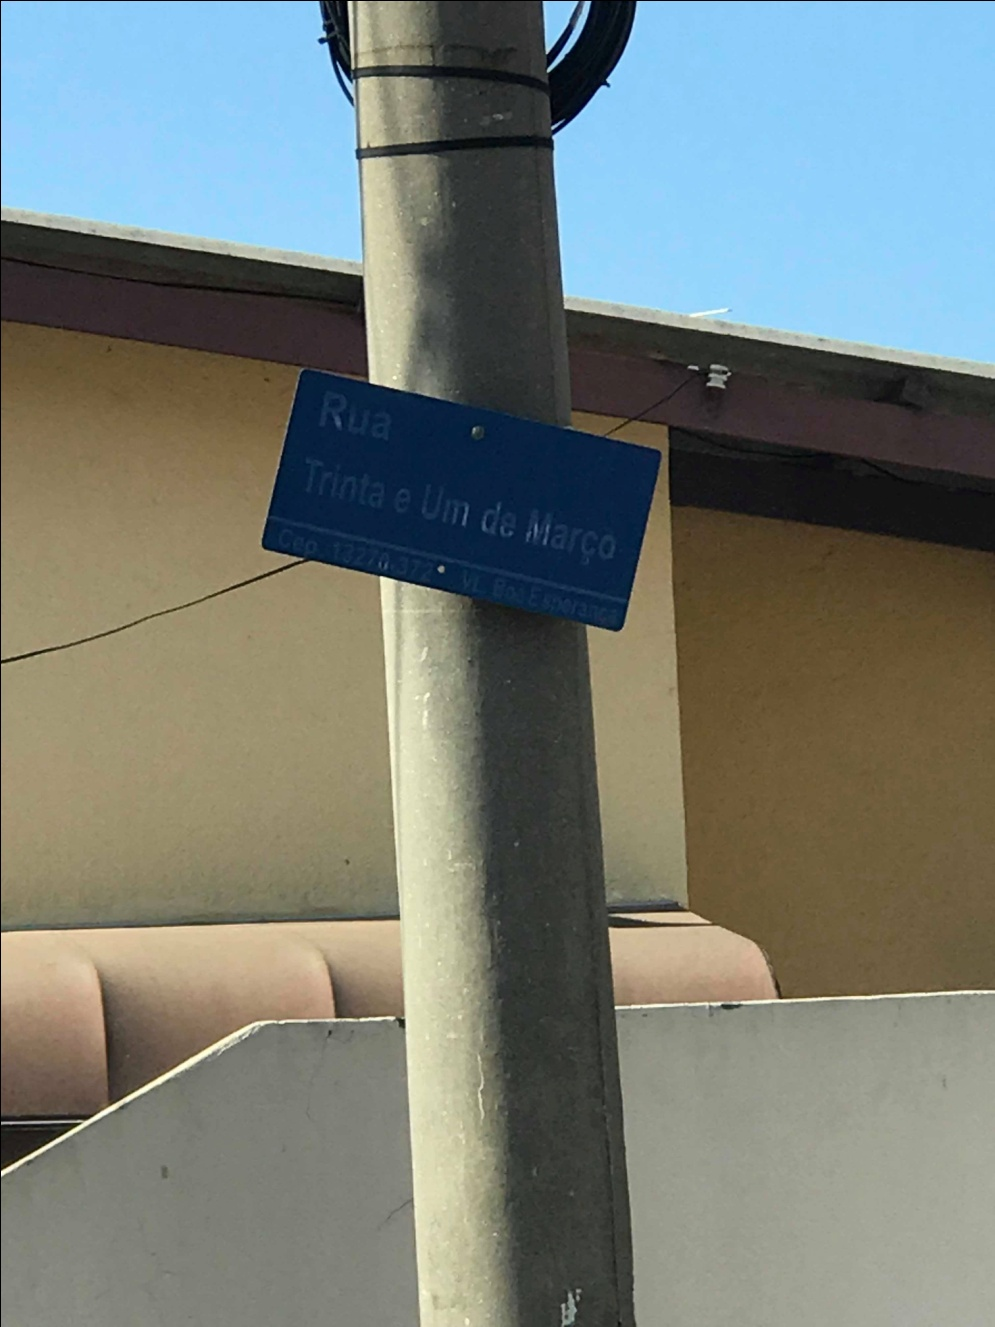 Rua
Trinta e Um de Março
Cep. 13270-372 Vl. Boa Esperança